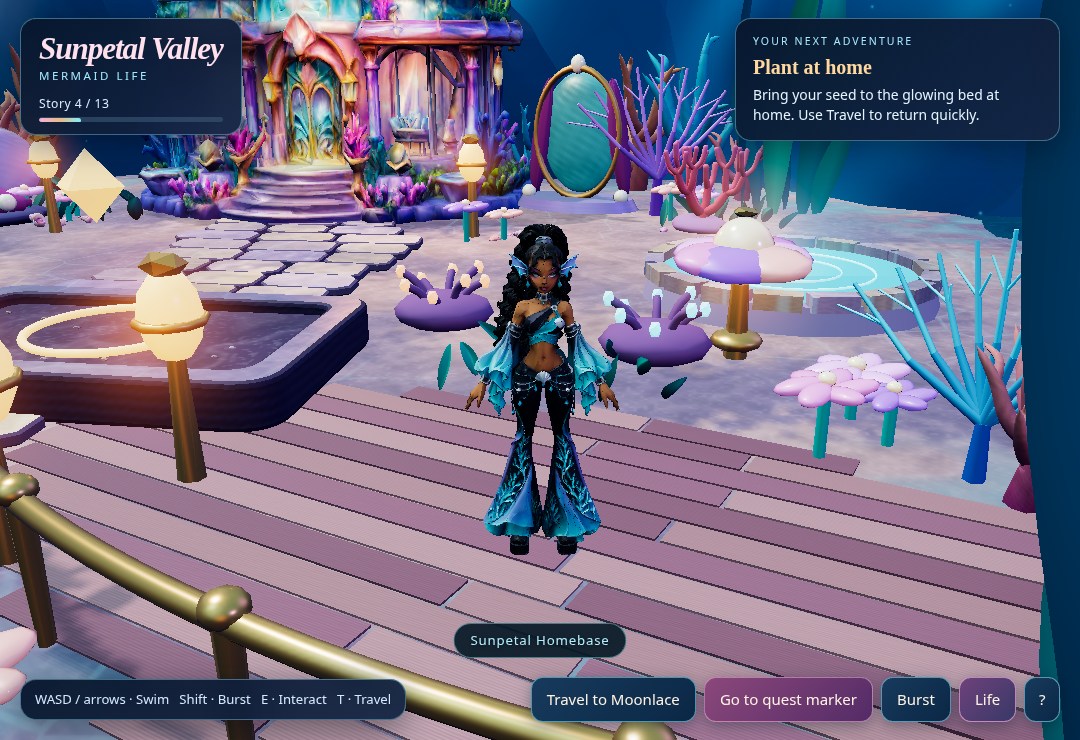 Sunpetal Valley
MERMAID LIFE
Story 4 / 13
YOUR NEXT ADVENTURE
Plant at home
Bring your seed to the glowing bed at
home. Use Travel to return quickly.
Sunpetal Homebase
WASD / arrows · Swim Shift · Burst E · Interact T · Travel
Travel to Moonlace
Go to quest marker
Burst
Life
?